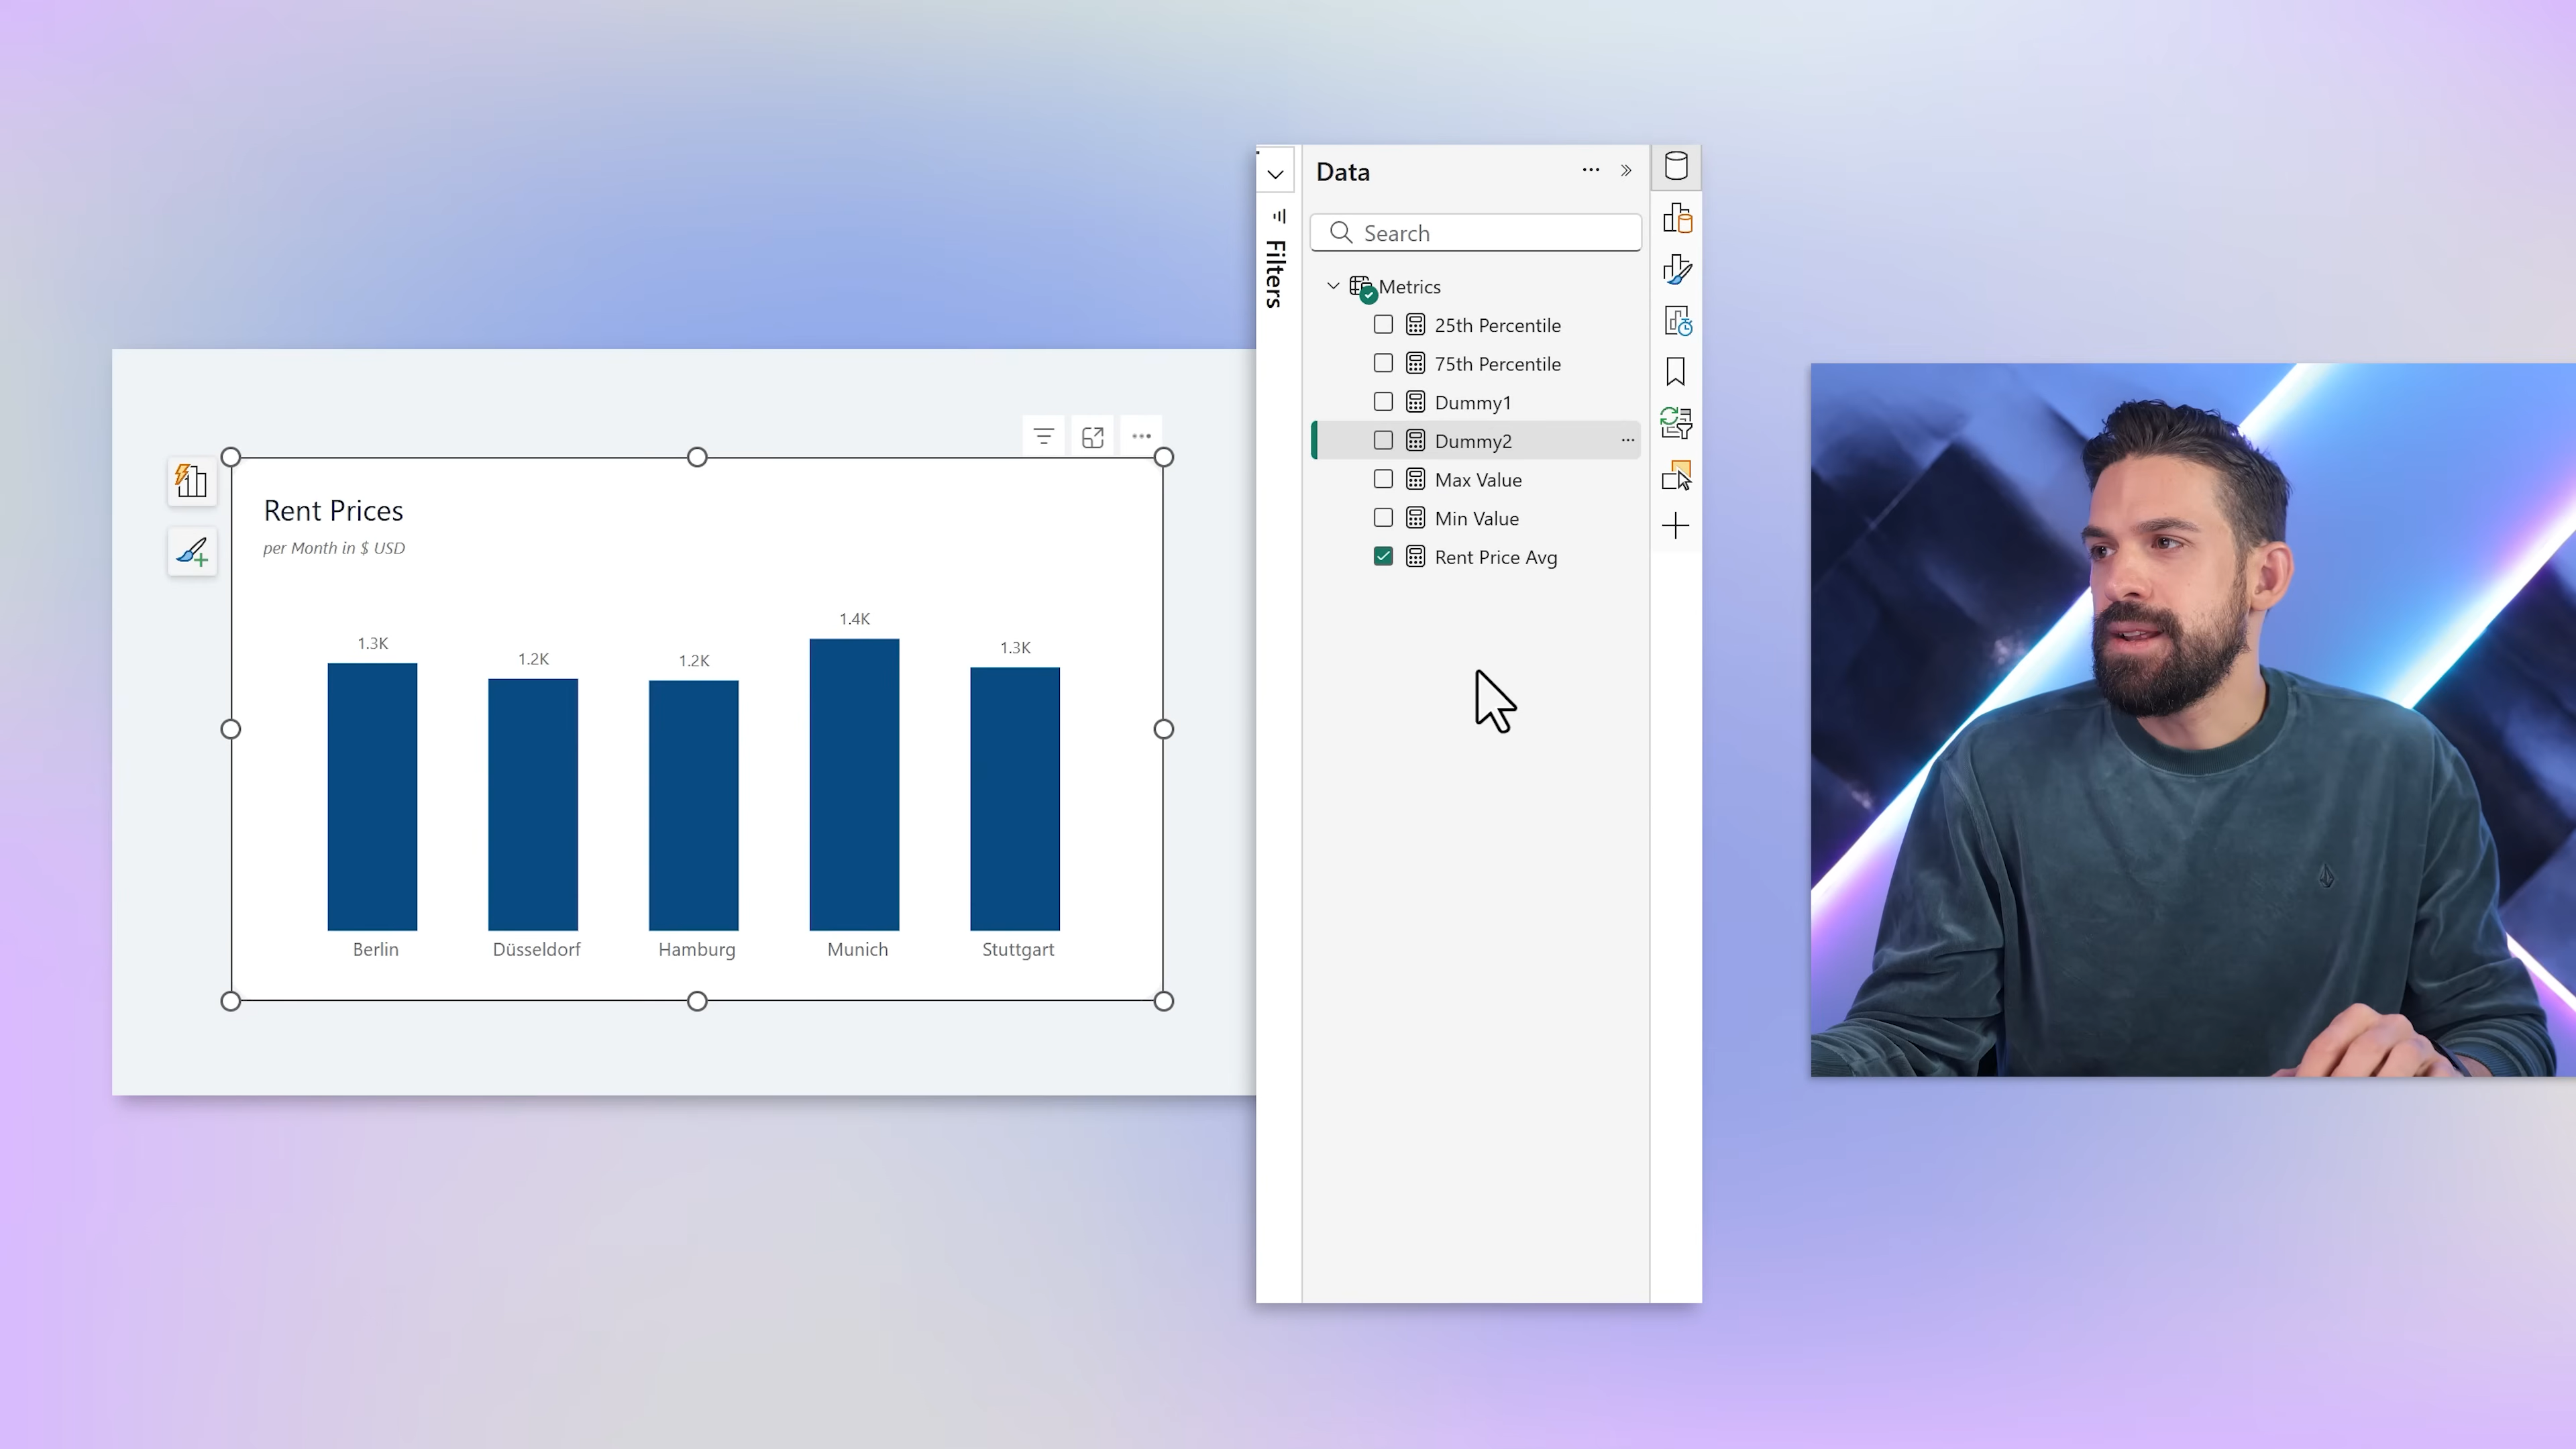 Rent Prices
per Month in $ USD
1.3K
1.2K
1.2K
1.4K
1.3K
Berlin
Düsseldorf
Hamburg
Munich
Stuttgart
Filters
Data
Search
Metrics
25th Percentile
75th Percentile
Dummy1
Dummy2
Max Value
Min Value
Rent Price Avg